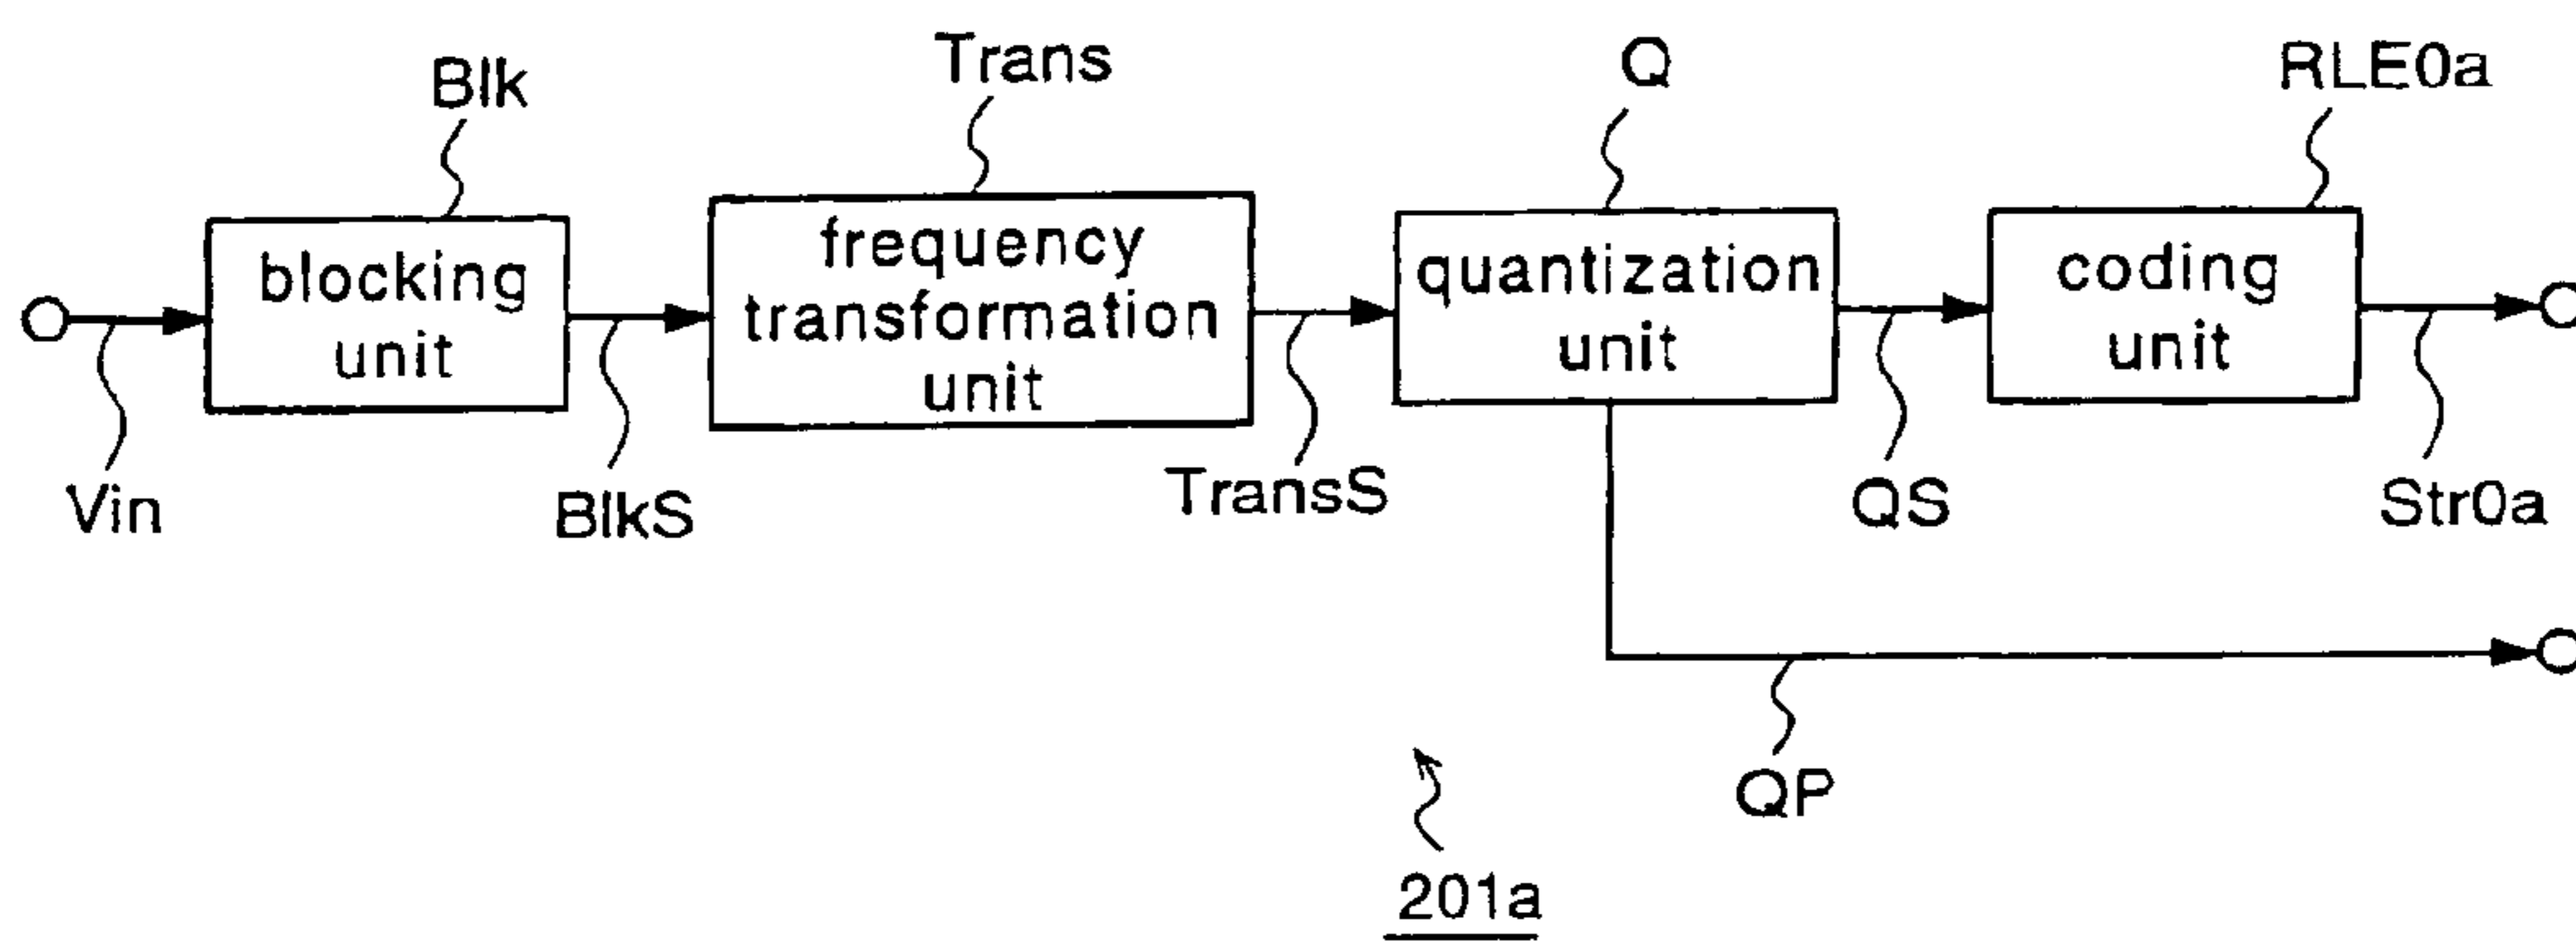 Blk
Trans
Q
RLE0a
blocking
unit
frequency
transformation
unit
quantization
unit
coding
unit
Vin
BlkS
TransS
QS
Str0a
QP
201a